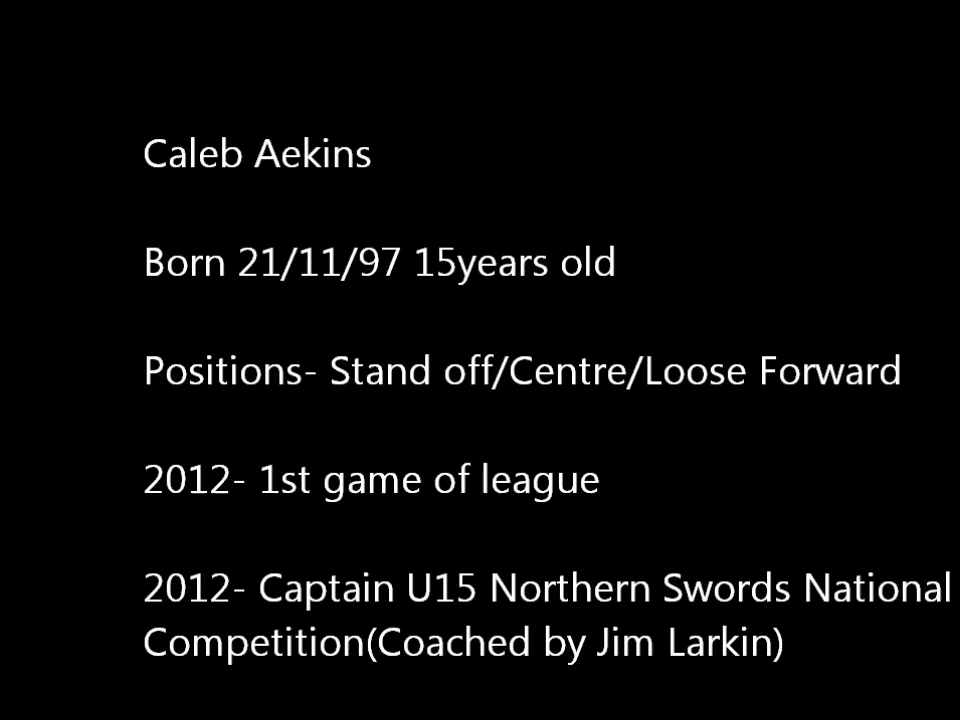 Caleb Aekins
Born 21/11/97 15years old
Positions- Stand off/Centre/Loose Forward
2012- 1st game of league
2012- Captain U15 Northern Swords National
Competition(Coached by Jim Larkin)